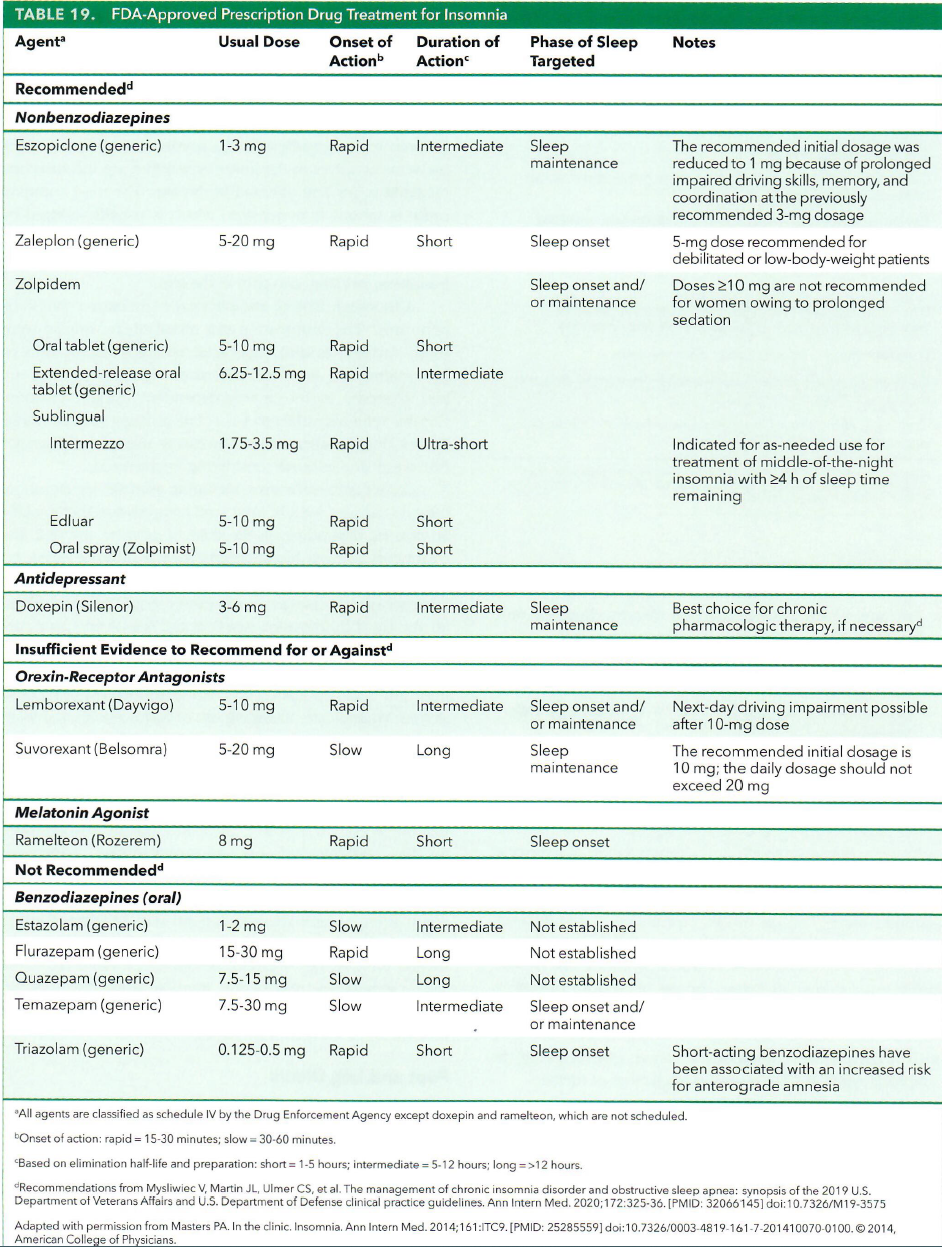 TABLE 19. FDA-Approved Prescription Drug Treatment for Insomnia
Agentᵃ Usual Dose Onset of Actionᵇ Duration of Actionᶜ Phase of Sleep Targeted Notes
Recommendedᵈ
Nonbenzodiazepines
Eszopiclone (generic) 1-3 mg Rapid Intermediate Sleep maintenance The recommended initial dosage was reduced to 1 mg because of prolonged impaired driving skills, memory, and coordination at the previously recommended 3-mg dosage
Zaleplon (generic) 5-20 mg Rapid Short Sleep onset 5-mg dose recommended for debilitated or low-body-weight patients
Zolpidem Sleep onset and/or maintenance Doses ≥10 mg are not recommended for women owing to prolonged sedation
Oral tablet (generic) 5-10 mg Rapid Short
Extended-release oral tablet (generic) 6.25-12.5 mg Rapid Intermediate
Sublingual
Intermezzo 1.75-3.5 mg Rapid Ultra-short Indicated for as-needed use for treatment of middle-of-the-night insomnia with ≥4 h of sleep time remaining
Edluar 5-10 mg Rapid Short
Oral spray (Zolpimist) 5-10 mg Rapid Short
Antidepressant
Doxepin (Silenor) 3-6 mg Rapid Intermediate Sleep maintenance Best choice for chronic pharmacologic therapy, if necessaryᵈ
Insufficient Evidence to Recommend for or Againstᵈ
Orexin-Receptor Antagonists
Lemborexant (Dayvigo) 5-10 mg Rapid Intermediate Sleep onset and/or maintenance Next-day driving impairment possible after 10-mg dose
Suvorexant (Belsomra) 5-20 mg Slow Long Sleep maintenance The recommended initial dosage is 10 mg; the daily dosage should not exceed 20 mg
Melatonin Agonist
Ramelteon (Rozerem) 8 mg Rapid Short Sleep onset
Not Recommendedᵈ
Benzodiazepines (oral)
Estazolam (generic) 1-2 mg Slow Intermediate Not established
Flurazepam (generic) 15-30 mg Rapid Long Not established
Quazepam (generic) 7.5-15 mg Slow Long Not established
Temazepam (generic) 7.5-30 mg Slow Intermediate Sleep onset and/or maintenance
Triazolam (generic) 0.125-0.5 mg Rapid Short Sleep onset Short-acting benzodiazepines have been associated with an increased risk for anterograde amnesia
ᵃAll agents are classified as schedule IV by the Drug Enforcement Agency except doxepin and ramelteon, which are not scheduled.
ᵇOnset of action: rapid = 15-30 minutes; slow = 30-60 minutes.
ᶜBased on elimination half-life and preparation: short = 1-5 hours; intermediate = 5-12 hours; long = >12 hours.
ᵈRecommendations from Mysliwiec V, Martin JL, Ulmer CS, et al. The management of chronic insomnia disorder and obstructive sleep apnea: synopsis of the 2019 U.S.
Department of Veterans Affairs and U.S. Department of Defense clinical practice guidelines. Ann Intern Med. 2020;172:325-36. [PMID: 32066145] doi:10.7326/M19-3575
Adapted with permission from Masters PA. In the clinic. Insomnia. Ann Intern Med. 2014;161:ITC9. [PMID: 25285559] doi:10.7326/0003-4819-161-7-201410070-0100. © 2014,
American College of Physicians.